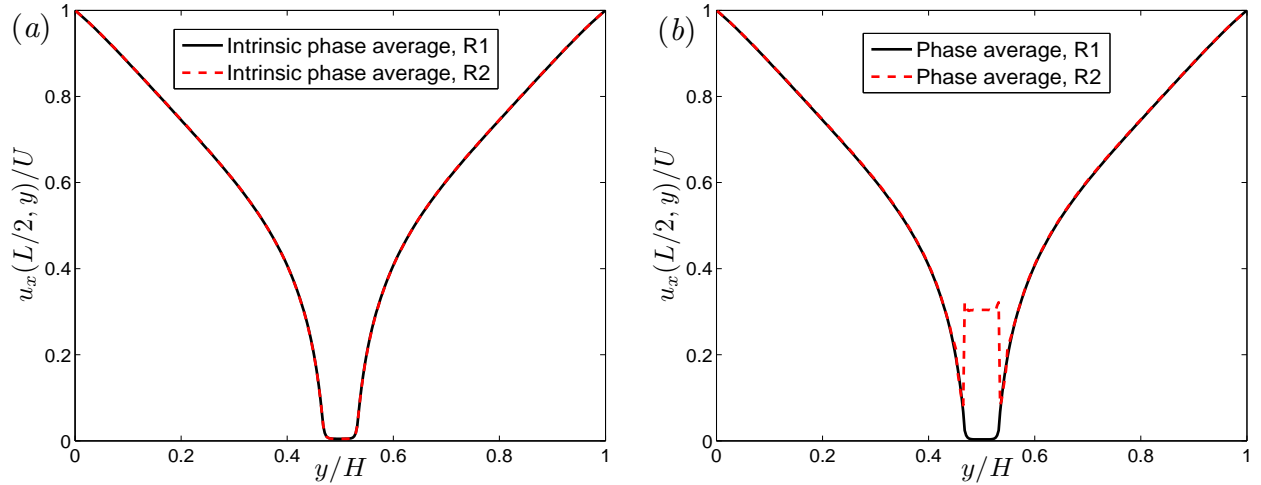 (a)
Intrinsic phase average, R1
Intrinsic phase average, R2
u_x(L/2, y)/U
1
0.8
0.6
0.4
0.2
0
0 0.2 0.4 0.6 0.8 1
y/H
(b)
Phase average, R1
Phase average, R2
u_x(L/2, y)/U
1
0.8
0.6
0.4
0.2
0
0 0.2 0.4 0.6 0.8 1
y/H